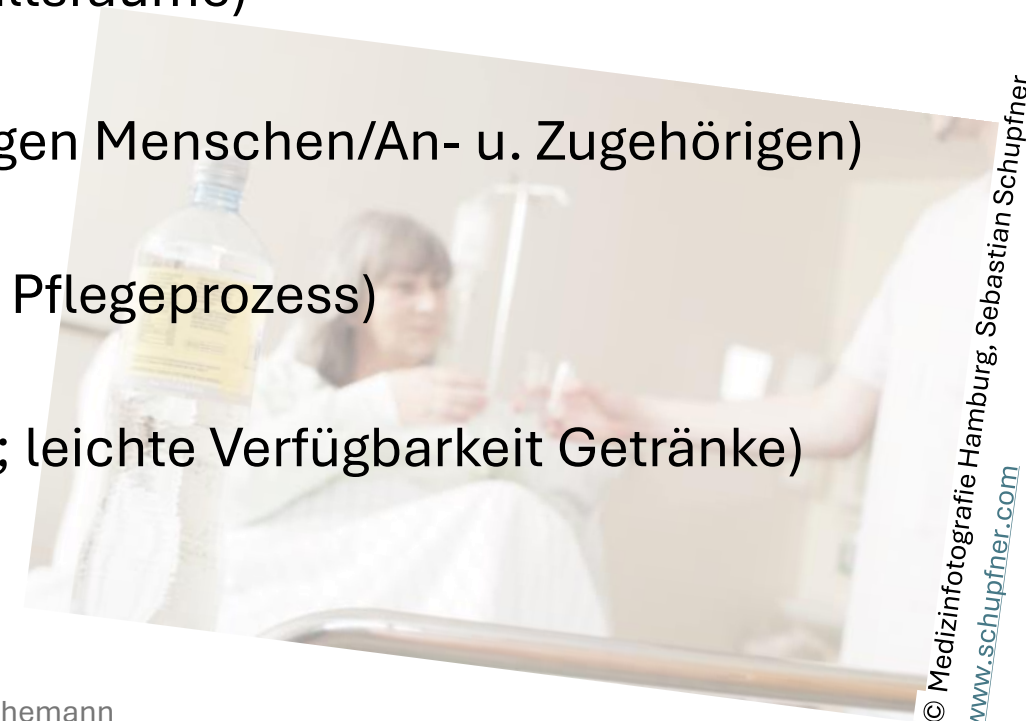 gen Menschen/An- u. Zugehörigen)
Pflegeprozess)
; leichte Verfügbarkeit Getränke)
hemann
© Medizinfotografie Hamburg, Sebastian Schupfner
www.schupfner.com